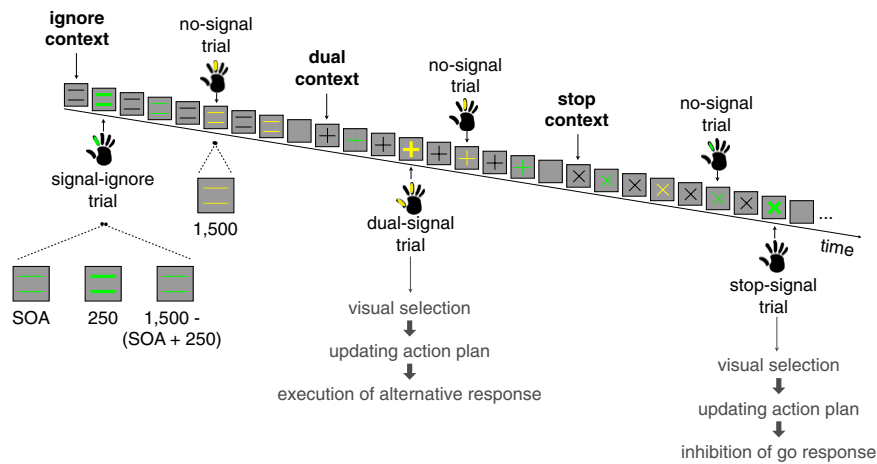 ignore
context
no-signal
trial
dual
context
no-signal
trial
stop
context
no-signal
trial
signal-ignore
trial
1,500
dual-signal
trial
...
time
stop-signal
trial
SOA
250
1,500 -
(SOA + 250)
visual selection
updating action plan
execution of alternative response
visual selection
updating action plan
inhibition of go response